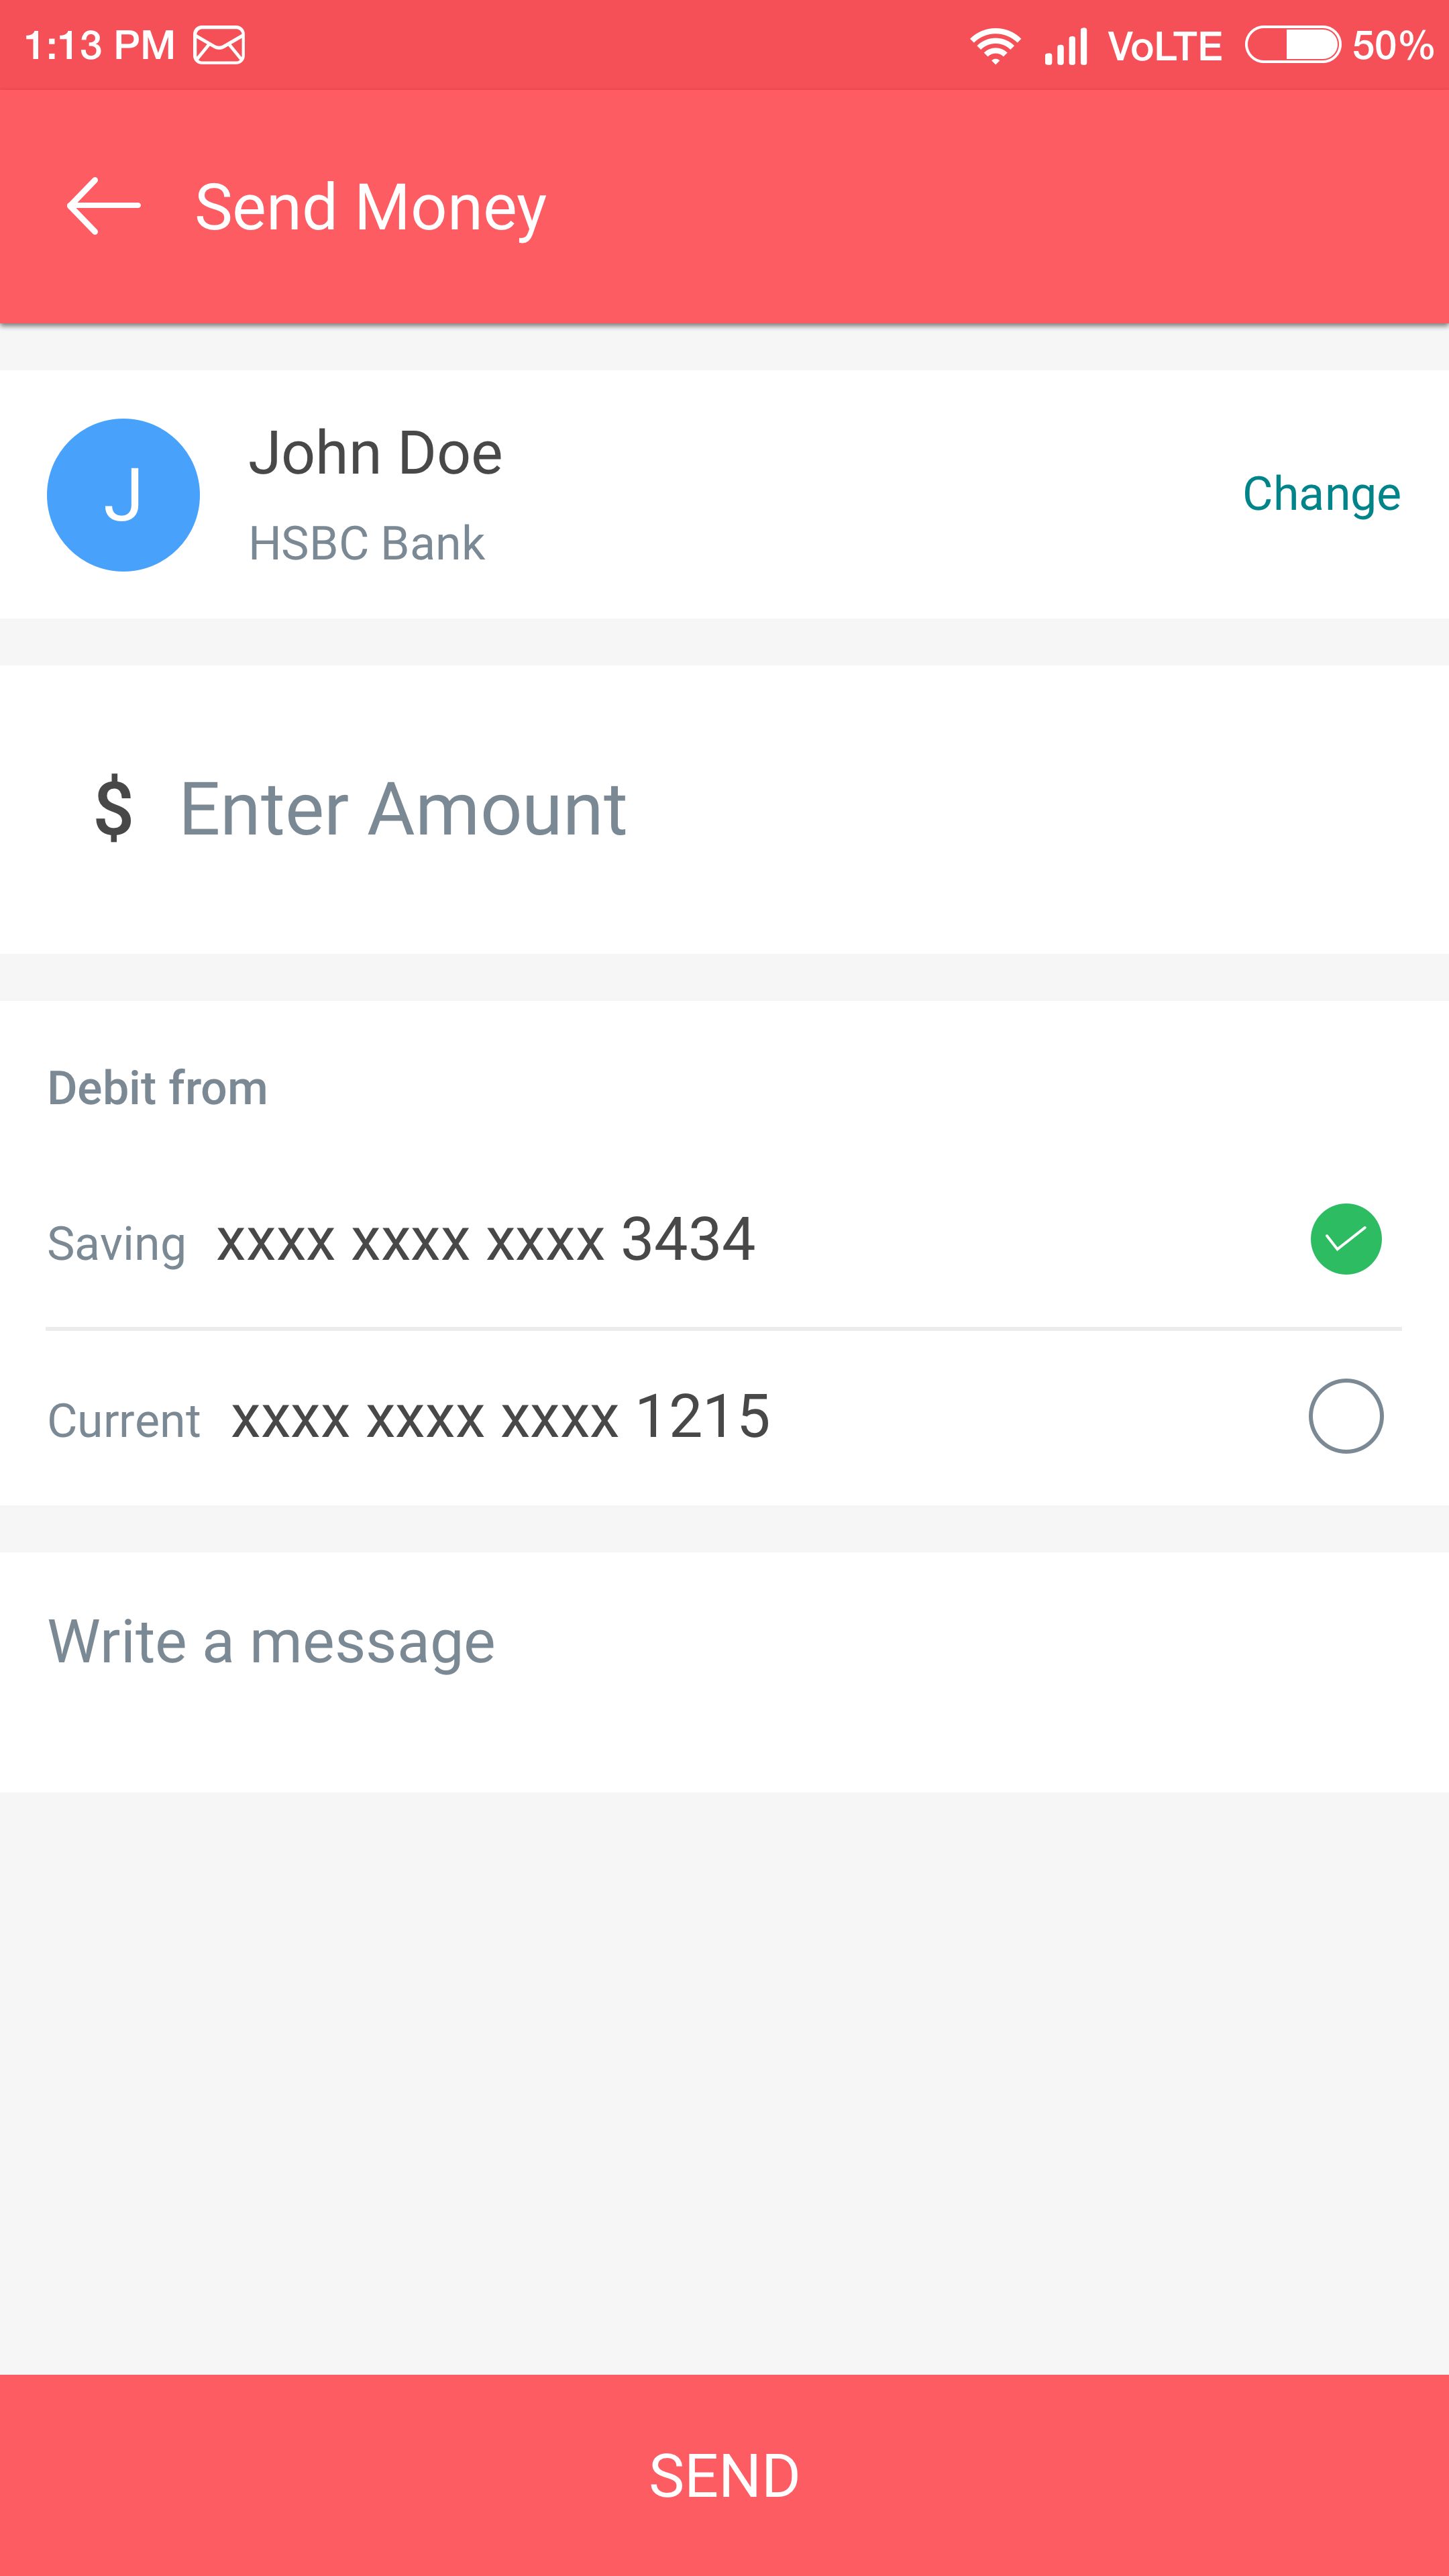 1:13 PM VoLTE 50%
Send Money
J
John Doe
HSBC Bank
Change
$ Enter Amount
Debit from
Saving xxxx xxxx xxxx 3434
Current xxxx xxxx xxxx 1215
Write a message
SEND